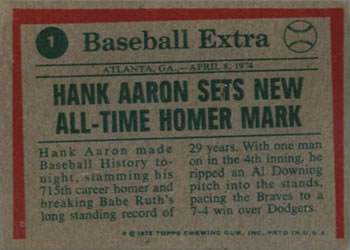 1
Baseball Extra
ATLANTA, GA.,—APRIL 8, 1974
HANK AARON SETS NEW
ALL-TIME HOMER MARK
Hank Aaron made
Baseball History to-
night, slamming his
715th career homer and
breaking Babe Ruth's
long standing record of
29 years. With one man
on in the 4th inning, he
ripped an Al Downing
pitch into the stands,
pacing the Braves to a
7-4 win over Dodgers.
© 1975 TOPPS CHEWING GUM, INC. PRTD IN U.S.A.